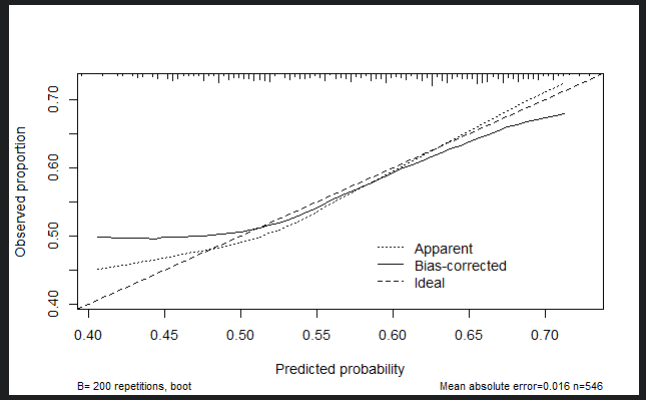 0.70
0.60
0.50
0.40
Observed proportion
Apparent
Bias-corrected
Ideal
0.40 0.45 0.50 0.55 0.60 0.65 0.70
Predicted probability
B= 200 repetitions, boot
Mean absolute error=0.016 n=546